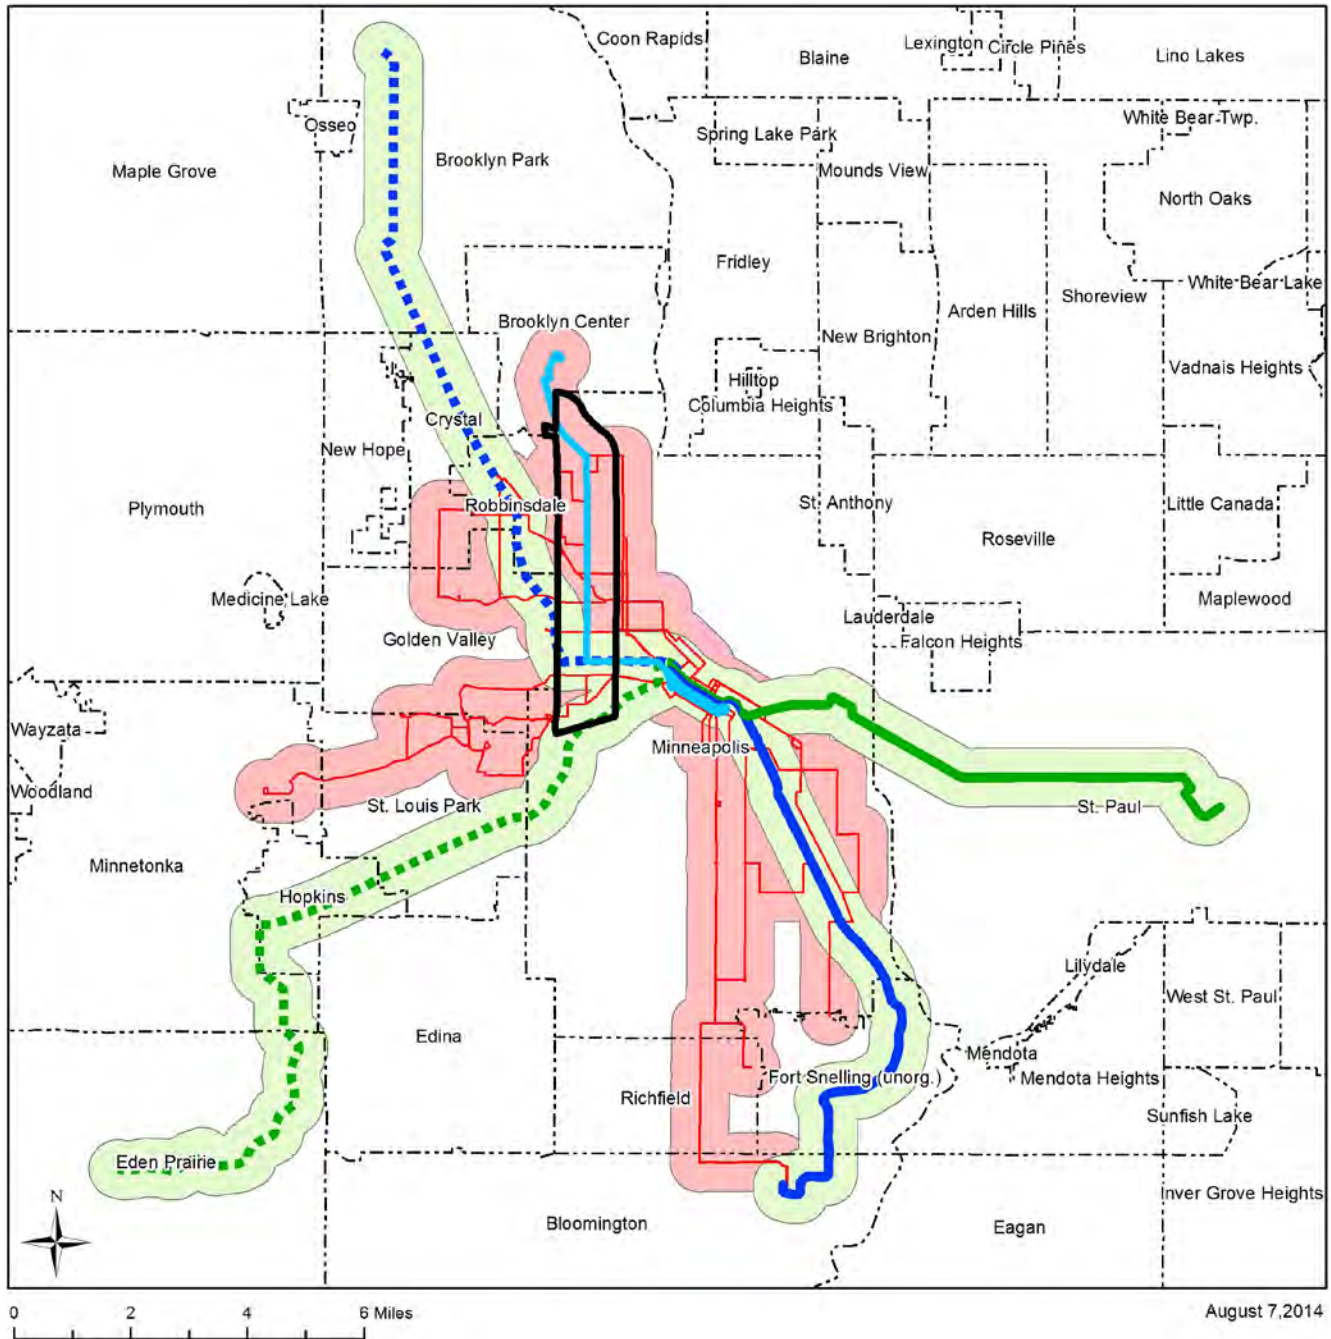 Coon Rapids
Lexington
Circle Pines
Blaine
Lino Lakes
Osseo
White Bear Twp.
Spring Lake Park
Maple Grove
Brooklyn Park
Mounds View
North Oaks
Fridley
White Bear Lake
Shoreview
Arden Hills
Brooklyn Center
New Brighton
Vadnais Heights
Hilltop
Columbia Heights
Crystal
New Hope
Robbinsdale
St. Anthony
Little Canada
Plymouth
Roseville
Medicine Lake
Maplewood
Lauderdale
Golden Valley
Falcon Heights
Wayzata
Minneapolis
Woodland
St. Louis Park
St. Paul
Minnetonka
Hopkins
Lilydale
West St. Paul
Edina
Mendota
Fort Snelling (unorg.)
Mendota Heights
Richfield
Sunfish Lake
Eden Prairie
N
Inver Grove Heights
Bloomington
Eagan
0 2 4 6 Miles
August 7,2014